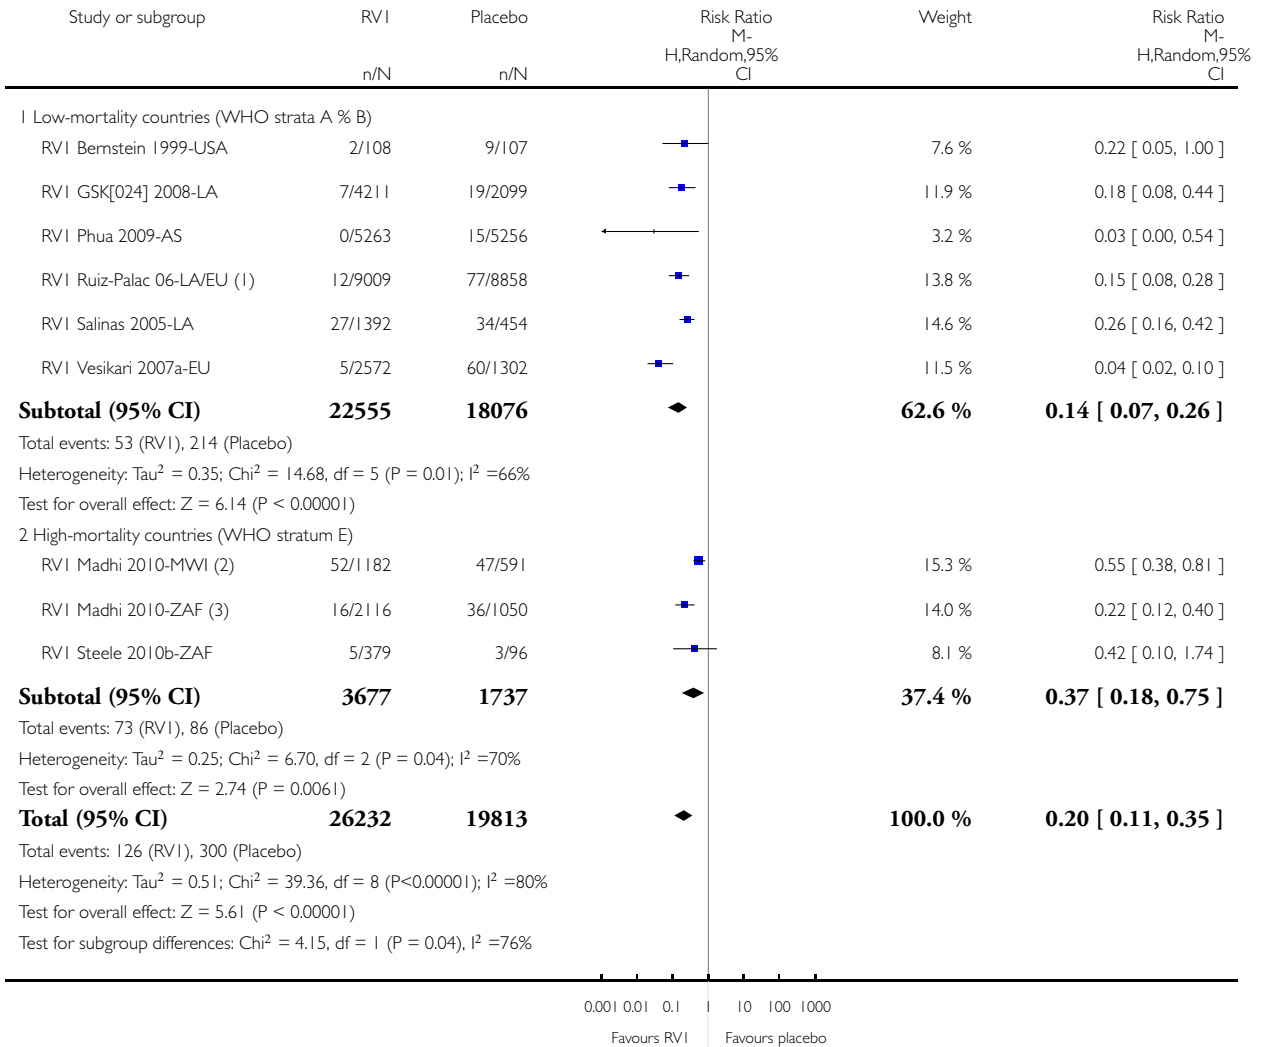 Study or subgroup RV1 Placebo Risk Ratio Weight Risk Ratio
M- M-
H,Random,95% H,Random,95%
n/N n/N CI CI
1 Low-mortality countries (WHO strata A % B)
RV1 Bernstein 1999-USA 2/108 9/107 7.6 % 0.22 [ 0.05, 1.00 ]
RV1 GSK[024] 2008-LA 7/4211 19/2099 11.9 % 0.18 [ 0.08, 0.44 ]
RV1 Phua 2009-AS 0/5263 15/5256 3.2 % 0.03 [ 0.00, 0.54 ]
RV1 Ruiz-Palac 06-LA/EU (1) 12/9009 77/8858 13.8 % 0.15 [ 0.08, 0.28 ]
RV1 Salinas 2005-LA 27/1392 34/454 14.6 % 0.26 [ 0.16, 0.42 ]
RV1 Vesikari 2007a-EU 5/2572 60/1302 11.5 % 0.04 [ 0.02, 0.10 ]
Subtotal (95% CI) 22555 18076 62.6 % 0.14 [ 0.07, 0.26 ]
Total events: 53 (RV1), 214 (Placebo)
Heterogeneity: Tau² = 0.35; Chi² = 14.68, df = 5 (P = 0.01); I² =66%
Test for overall effect: Z = 6.14 (P < 0.00001)
2 High-mortality countries (WHO stratum E)
RV1 Madhi 2010-MWI (2) 52/1182 47/591 15.3 % 0.55 [ 0.38, 0.81 ]
RV1 Madhi 2010-ZAF (3) 16/2116 36/1050 14.0 % 0.22 [ 0.12, 0.40 ]
RV1 Steele 2010b-ZAF 5/379 3/96 8.1 % 0.42 [ 0.10, 1.74 ]
Subtotal (95% CI) 3677 1737 37.4 % 0.37 [ 0.18, 0.75 ]
Total events: 73 (RV1), 86 (Placebo)
Heterogeneity: Tau² = 0.25; Chi² = 6.70, df = 2 (P = 0.04); I² =70%
Test for overall effect: Z = 2.74 (P = 0.0061)
Total (95% CI) 26232 19813 100.0 % 0.20 [ 0.11, 0.35 ]
Total events: 126 (RV1), 300 (Placebo)
Heterogeneity: Tau² = 0.51; Chi² = 39.36, df = 8 (P<0.00001); I² =80%
Test for overall effect: Z = 5.61 (P < 0.00001)
Test for subgroup differences: Chi² = 4.15, df = 1 (P = 0.04), I² =76%
0.001 0.01 0.1 1 10 100 1000
Favours RV1 Favours placebo